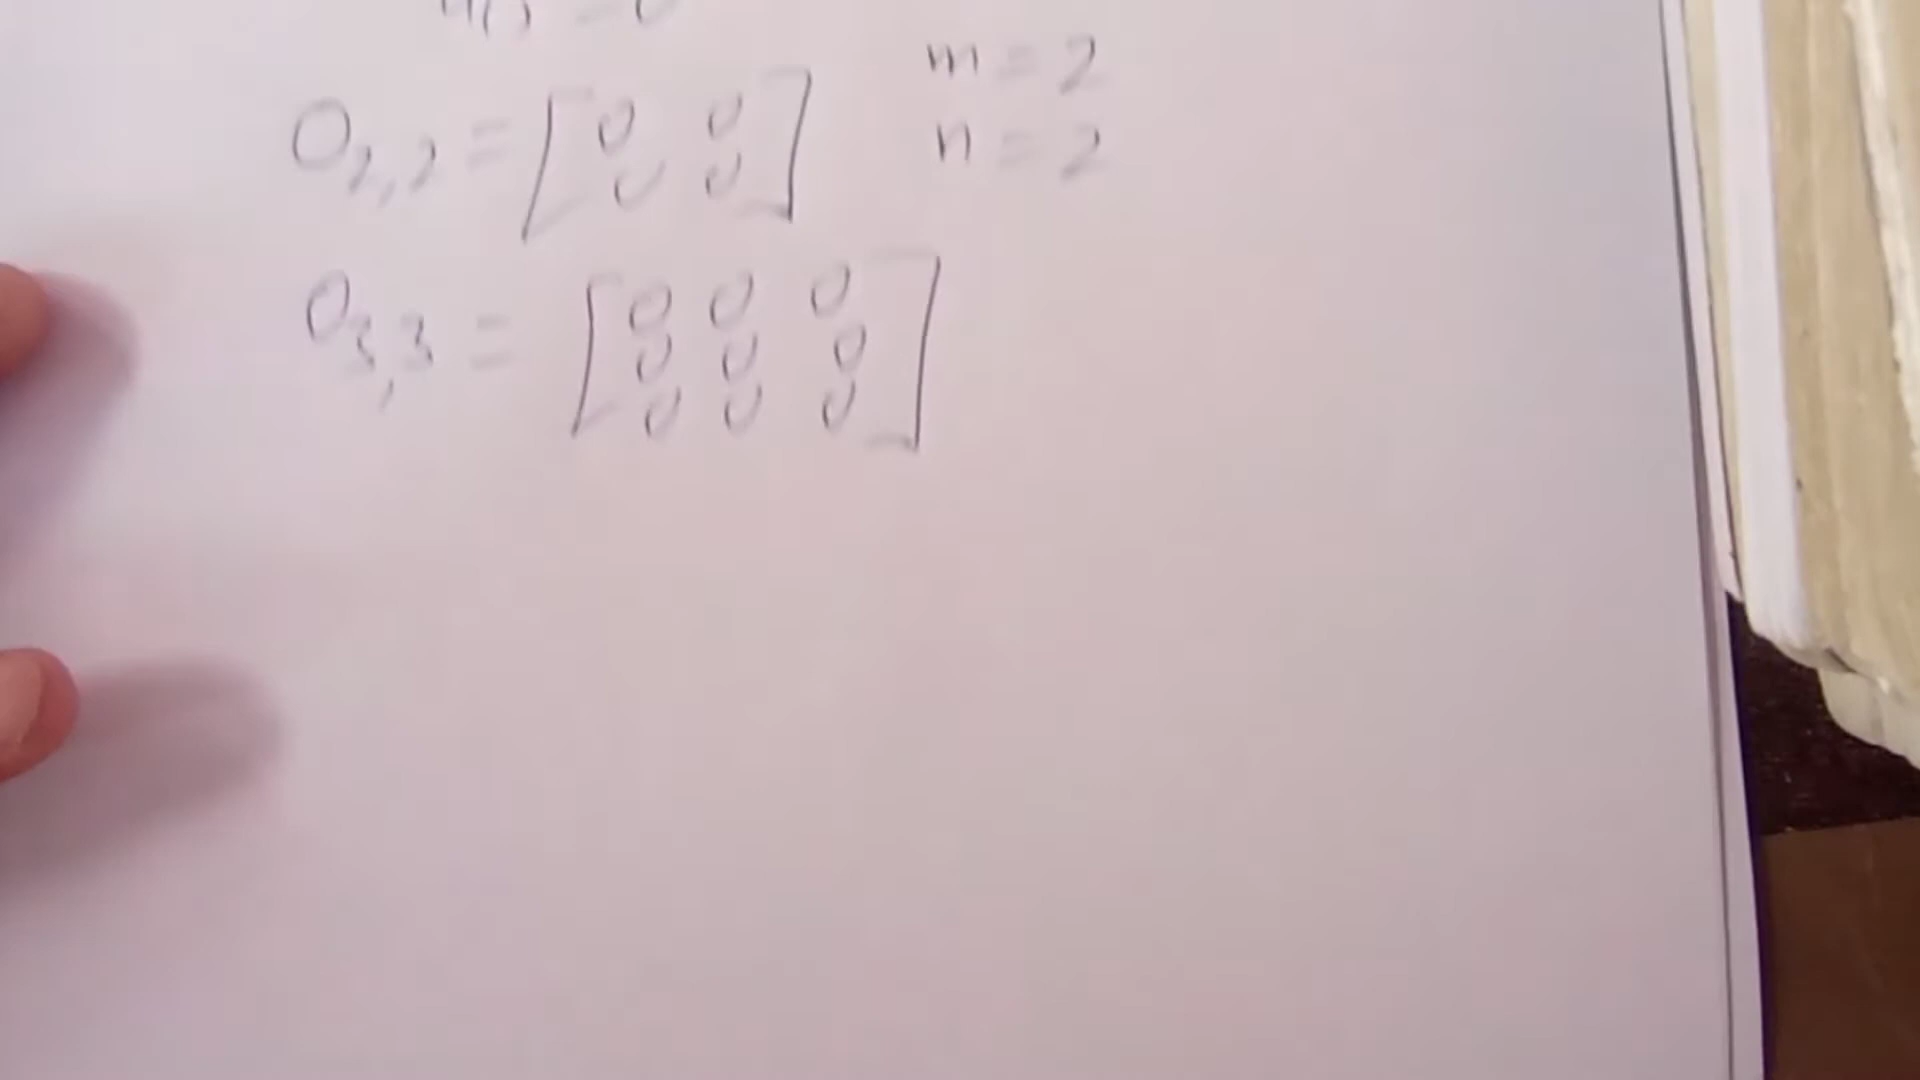 m = 2
O2,2 = [0 0
0 0]
n = 2
O3,3 = [0 0 0
0 0 0
0 0 0]